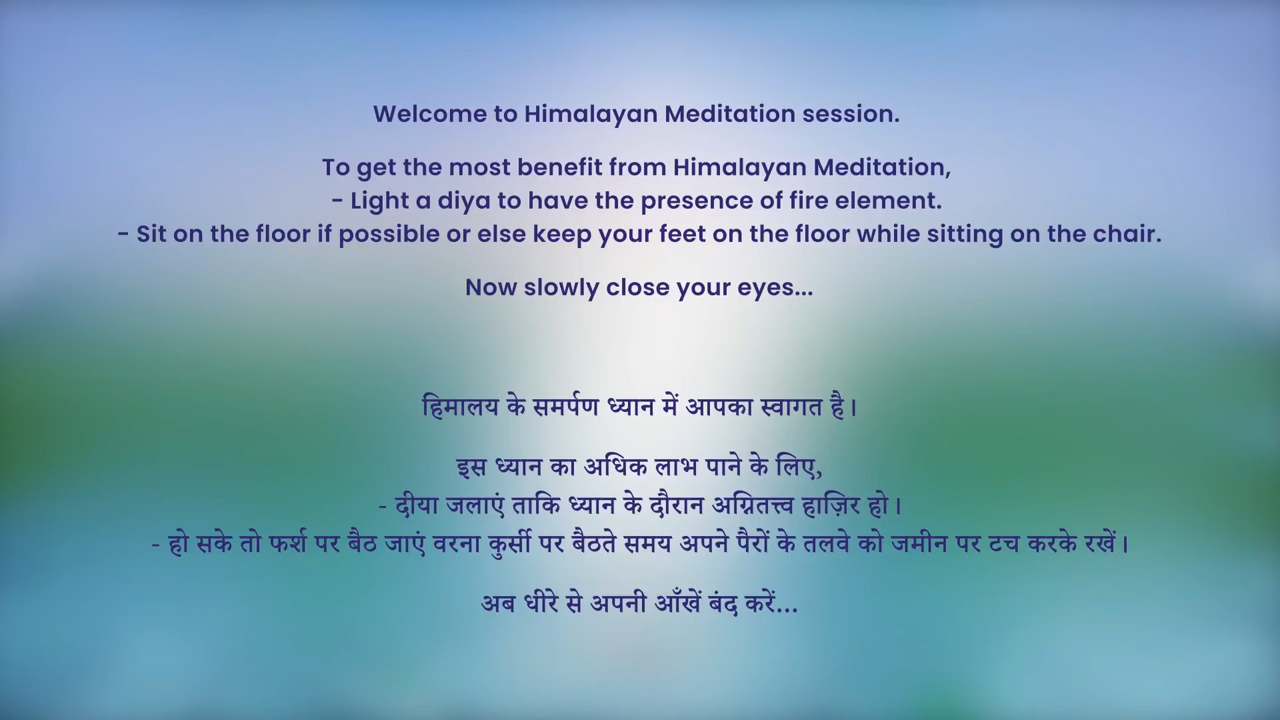 Welcome to Himalayan Meditation session.
To get the most benefit from Himalayan Meditation,
- Light a diya to have the presence of fire element.
- Sit on the floor if possible or else keep your feet on the floor while sitting on the chair.
Now slowly close your eyes...
हिमालय के समर्पण ध्यान में आपका स्वागत है।
इस ध्यान का अधिक लाभ पाने के लिए,
- दीया जलाएं ताकि ध्यान के दौरान अग्नितत्त्व हाज़िर हो।
- हो सके तो फर्श पर बैठ जाएं वरना कुर्सी पर बैठते समय अपने पैरों के तलवे को जमीन पर टच करके रखें।
अब धीरे से अपनी आँखें बंद करें...